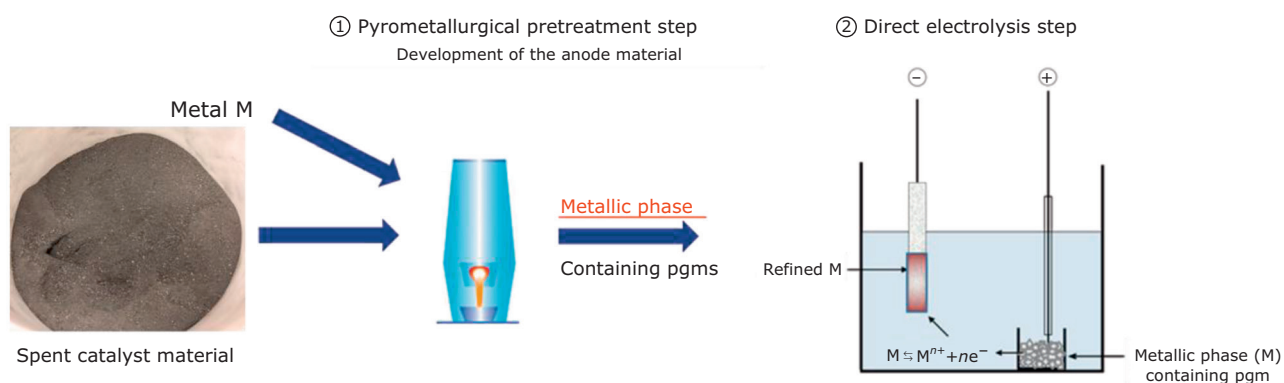 ① Pyrometallurgical pretreatment step
Development of the anode material
② Direct electrolysis step
Metal M
Spent catalyst material
Metallic phase
Containing pgms
−
+
Refined M
M ⇆ Mⁿ⁺ + ne⁻
Metallic phase (M)
containing pgm